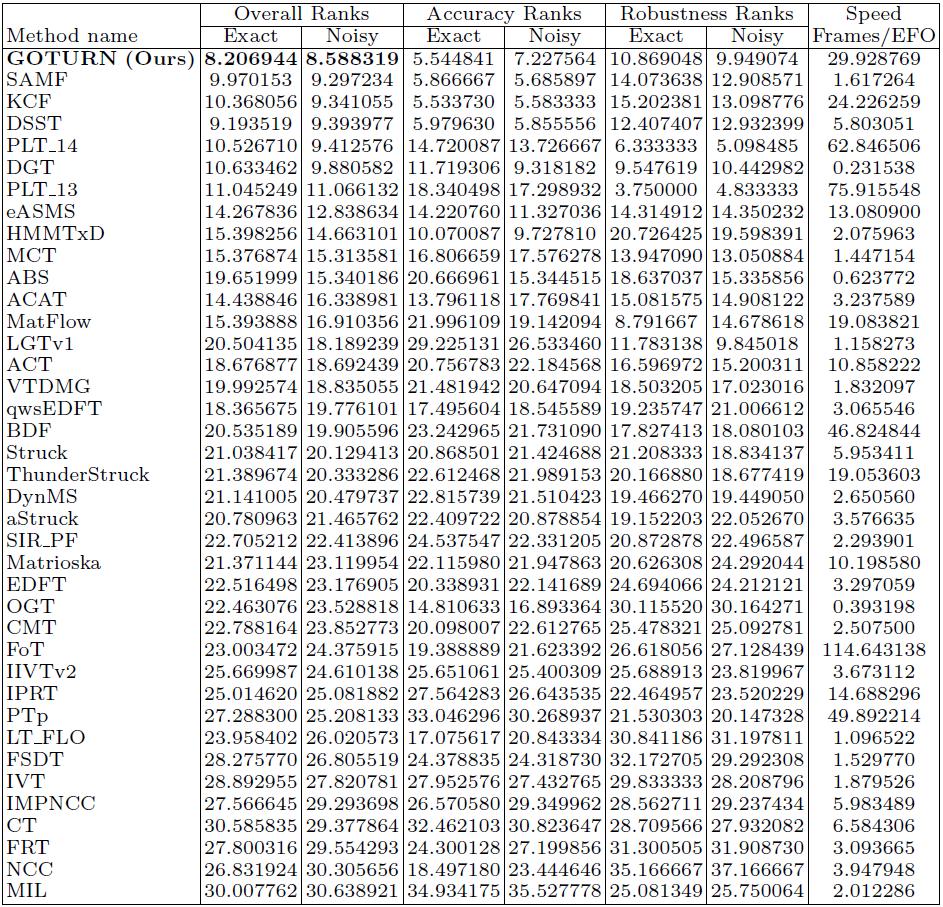 Overall Ranks Accuracy Ranks Robustness Ranks Speed
Method name Exact Noisy Exact Noisy Exact Noisy Frames/EFO
GOTURN (Ours) 8.206944 8.588319 5.544841 7.227564 10.869048 9.949074 29.928769
SAMF 9.970153 9.297234 5.866667 5.685897 14.073638 12.908571 1.617264
KCF 10.368056 9.341055 5.533730 5.583333 15.202381 13.098776 24.226259
DSST 9.193519 9.393977 5.979630 5.855556 12.407407 12.932399 5.803051
PLT_14 10.526710 9.412576 14.720087 13.726667 6.333333 5.098485 62.846506
DGT 10.633462 9.880582 11.719306 9.318182 9.547619 10.442982 0.231538
PLT_13 11.045249 11.066132 18.340498 17.298932 3.750000 4.833333 75.915548
eASMS 14.267836 12.838634 14.220760 11.327036 14.314912 14.350232 13.080900
HMMTxD 15.398256 14.663101 10.070087 9.727810 20.726425 19.598391 2.075963
MCT 15.376874 15.313581 16.806659 17.576278 13.947090 13.050884 1.447154
ABS 19.651999 15.340186 20.666961 15.344515 18.637037 15.335856 0.623772
ACAT 14.438846 16.338981 13.796118 17.769841 15.081575 14.908122 3.237589
MatFlow 15.393888 16.910356 21.996109 19.142094 8.791667 14.678618 19.083821
LGTv1 20.504135 18.189239 29.225131 26.533460 11.783138 9.845018 1.158273
ACT 18.676877 18.692439 20.756783 22.184568 16.596972 15.200311 10.858222
VTDMG 19.992574 18.835055 21.481942 20.647094 18.503205 17.023016 1.832097
qwsEDFT 18.365675 19.776101 17.495604 18.545589 19.235747 21.006612 3.065546
BDF 20.535189 19.905596 23.242965 21.731090 17.827413 18.080103 46.824844
Struck 21.038417 20.129413 20.868501 21.424688 21.208333 18.834137 5.953411
ThunderStruck 21.389674 20.333286 22.612468 21.989153 20.166880 18.677419 19.053603
DynMS 21.141005 20.479737 22.815739 21.510423 19.466270 19.449050 2.650560
aStruck 20.780963 21.465762 22.409722 20.878854 19.152203 22.052670 3.576635
SIR_PF 22.705212 22.413896 24.537547 22.331205 20.872878 22.496587 2.293901
Matrioska 21.371144 23.119954 22.115980 21.947863 20.626308 24.292044 10.198580
EDFT 22.516498 23.176905 20.338931 22.141689 24.694066 24.212121 3.297059
OGT 22.463076 23.528818 14.810633 16.893364 30.115520 30.164271 0.393198
CMT 22.788164 23.852773 20.098007 22.612765 25.478321 25.092781 2.507500
FoT 23.003472 24.375915 19.388889 21.623392 26.618056 27.128439 114.643138
IIVTv2 25.669987 24.610138 25.651061 25.400309 25.688913 23.819967 3.673112
IPRT 25.014620 25.081882 27.564283 26.643535 22.464957 23.520229 14.688296
PTp 27.288300 25.208133 33.046296 30.268937 21.530303 20.147328 49.892214
LT_FLO 23.958402 26.020573 17.075617 20.843334 30.841186 31.197811 1.096522
FSDT 28.275770 26.805519 24.378835 24.318730 32.172705 29.292308 1.529770
IVT 28.892955 27.820781 27.952576 27.432765 29.833333 28.208796 1.879526
IMPNCC 27.566645 29.293698 26.570580 29.349962 28.562711 29.237434 5.983489
CT 30.585835 29.377864 32.462103 30.823647 28.709566 27.932082 6.584306
FRT 27.800316 29.554293 24.300128 27.199856 31.300505 31.908730 3.093665
NCC 26.831924 30.305656 18.497180 23.444646 35.166667 37.166667 3.947948
MIL 30.007762 30.638921 34.934175 35.527778 25.081349 25.750064 2.012286